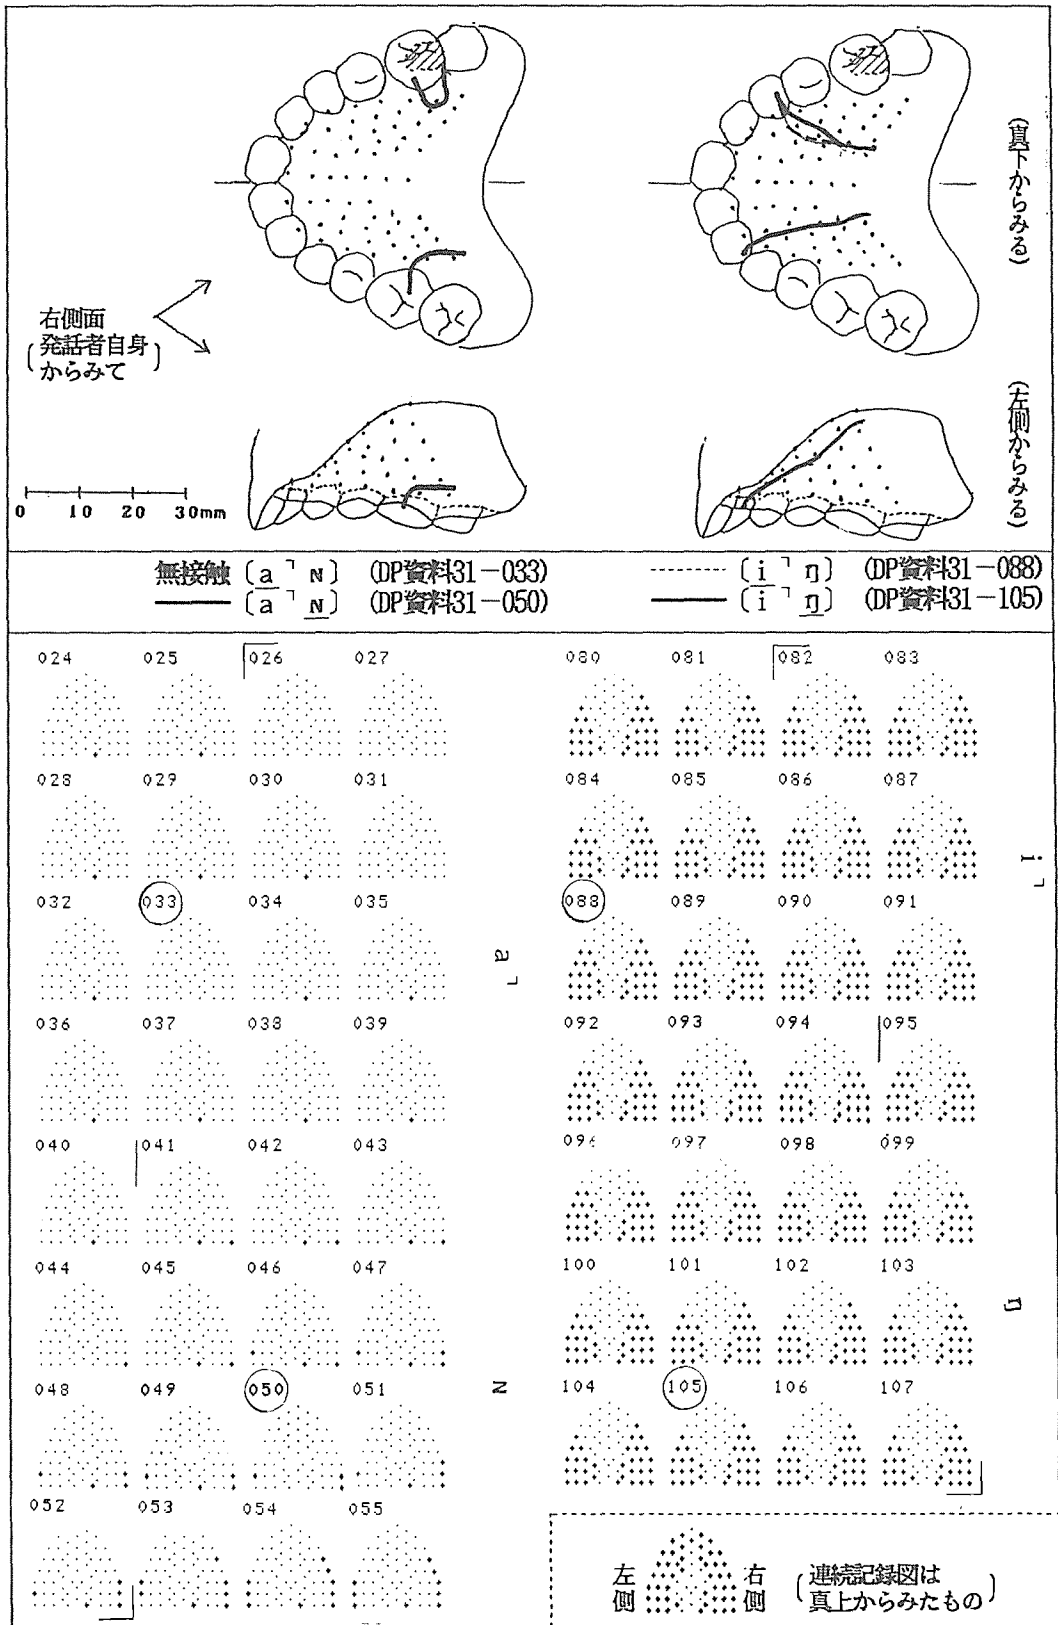 (真下からみる)
右側面
(発話者自身)
からみて
(左側からみる)
0 10 20 30mm
無接触 [a ┐ ɴ] (DP資料31-033)
[a ┐ ɴ] (DP資料31-050)
[i ┐ ŋ] (DP資料31-088)
[i ┐ ŋ] (DP資料31-105)
024 025 026 027
028 029 030 031
032 033 034 035
036 037 038 039
040 041 042 043
044 045 046 047
048 049 050 051
052 053 054 055
a ┐
N
080 081 082 083
084 085 086 087
088 089 090 091
092 093 094 095
096 097 098 099
100 101 102 103
104 105 106 107
i ┐
ŋ
左側
右側
(連続記録図は
真上からみたもの)